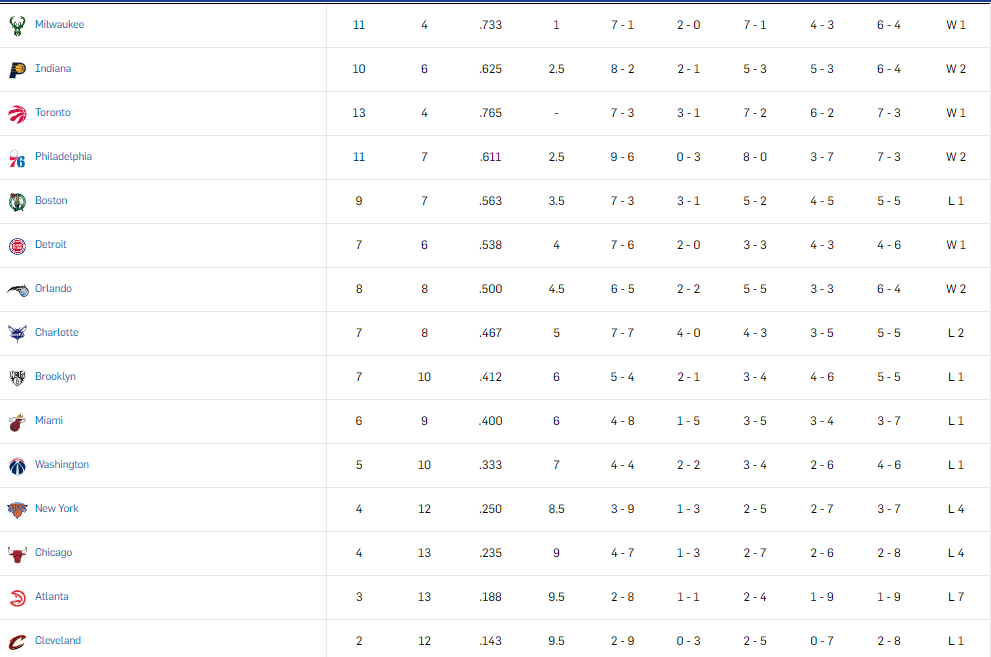 Milwaukee 11 4 .733 1 7 - 1 2 - 0 7 - 1 4 - 3 6 - 4 W 1
Indiana 10 6 .625 2.5 8 - 2 2 - 1 5 - 3 5 - 3 6 - 4 W 2
Toronto 13 4 .765 - 7 - 3 3 - 1 7 - 2 6 - 2 7 - 3 W 1
76 Philadelphia 11 7 .611 2.5 9 - 6 0 - 3 8 - 0 3 - 7 7 - 3 W 2
Boston 9 7 .563 3.5 7 - 3 3 - 1 5 - 2 4 - 5 5 - 5 L 1
Detroit 7 6 .538 4 7 - 6 2 - 0 3 - 3 4 - 3 4 - 6 W 1
Orlando 8 8 .500 4.5 6 - 5 2 - 2 5 - 5 3 - 3 6 - 4 W 2
Charlotte 7 8 .467 5 7 - 7 4 - 0 4 - 3 3 - 5 5 - 5 L 2
Brooklyn 7 10 .412 6 5 - 4 2 - 1 3 - 4 4 - 6 5 - 5 L 1
Miami 6 9 .400 6 4 - 8 1 - 5 3 - 5 3 - 4 3 - 7 L 1
Washington 5 10 .333 7 4 - 4 2 - 2 3 - 4 2 - 6 4 - 6 L 1
New York 4 12 .250 8.5 3 - 9 1 - 3 2 - 5 2 - 7 3 - 7 L 4
Chicago 4 13 .235 9 4 - 7 1 - 3 2 - 7 2 - 6 2 - 8 L 4
Atlanta 3 13 .188 9.5 2 - 8 1 - 1 2 - 4 1 - 9 1 - 9 L 7
Cleveland 2 12 .143 9.5 2 - 9 0 - 3 2 - 5 0 - 7 2 - 8 L 1